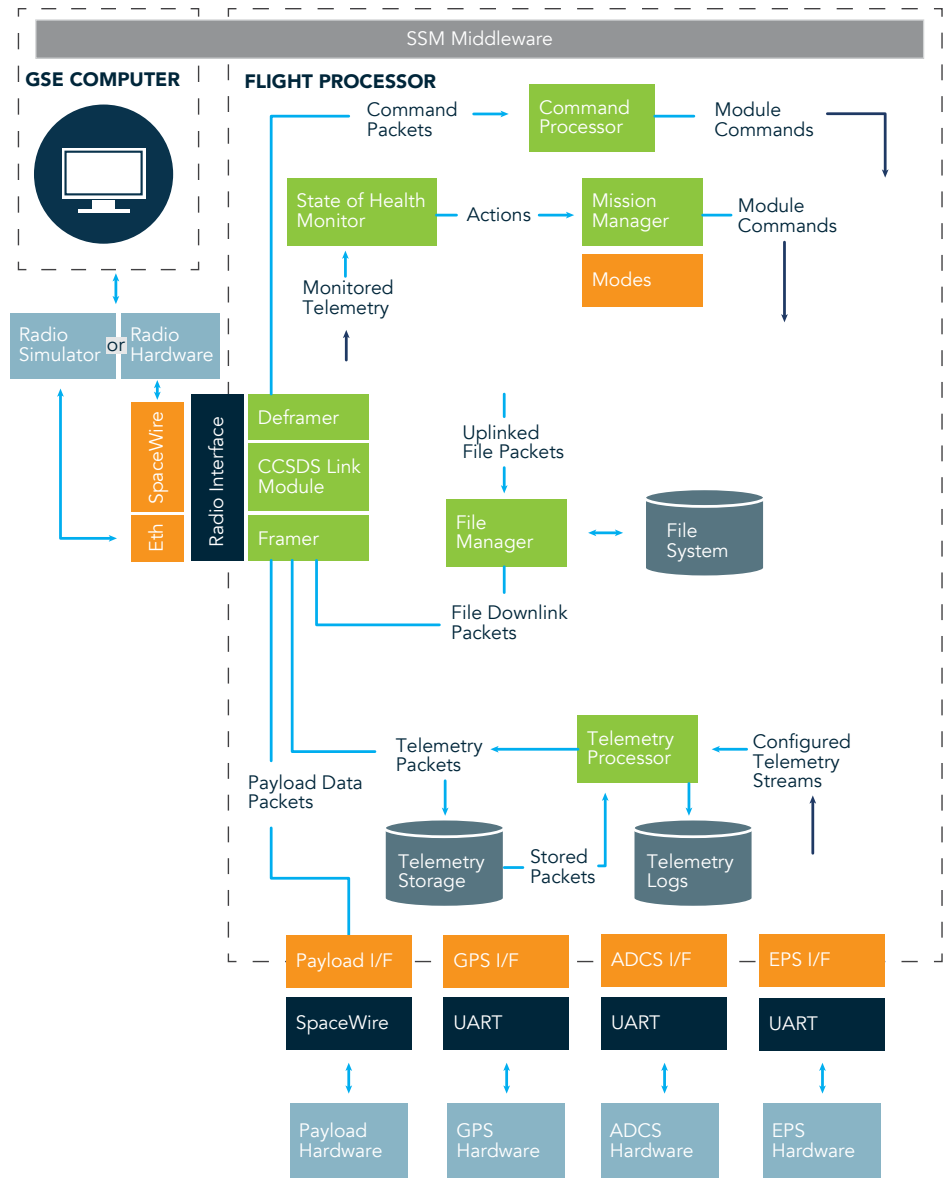 SSM Middleware
GSE COMPUTER
FLIGHT PROCESSOR
Command
Packets
Command
Processor
Module
Commands
State of Health
Monitor
Actions
Mission
Manager
Module
Commands
Modes
Monitored
Telemetry
Radio
Simulator
or
Radio
Hardware
SpaceWire
Eth
Radio Interface
Deframer
CCSDS Link
Module
Framer
Uplinked
File Packets
File
Manager
File
System
File Downlink
Packets
Telemetry
Packets
Telemetry
Processor
Configured
Telemetry
Streams
Payload Data
Packets
Telemetry
Storage
Stored
Packets
Telemetry
Logs
Payload I/F
GPS I/F
ADCS I/F
EPS I/F
SpaceWire
UART
UART
UART
Payload
Hardware
GPS
Hardware
ADCS
Hardware
EPS
Hardware